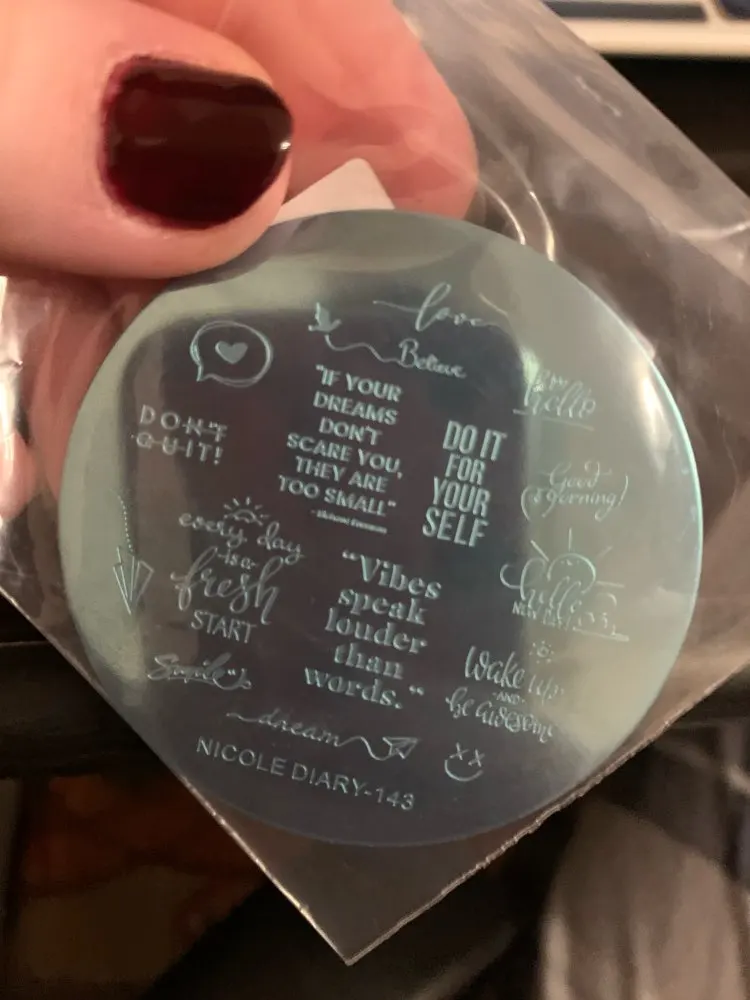 love
Believe
"IF YOUR
DREAMS
DON'T
SCARE YOU,
THEY ARE
TOO SMALL"
DON'T
QUIT!
DO IT
FOR
YOUR
SELF
hello
Good
Morning!
every day
is a
fresh
START
"Vibes
speak
louder
than
words."
hello
NEW DAY!
Wake up
-AND-
be awesome
Smile
dream
NICOLE DIARY-143